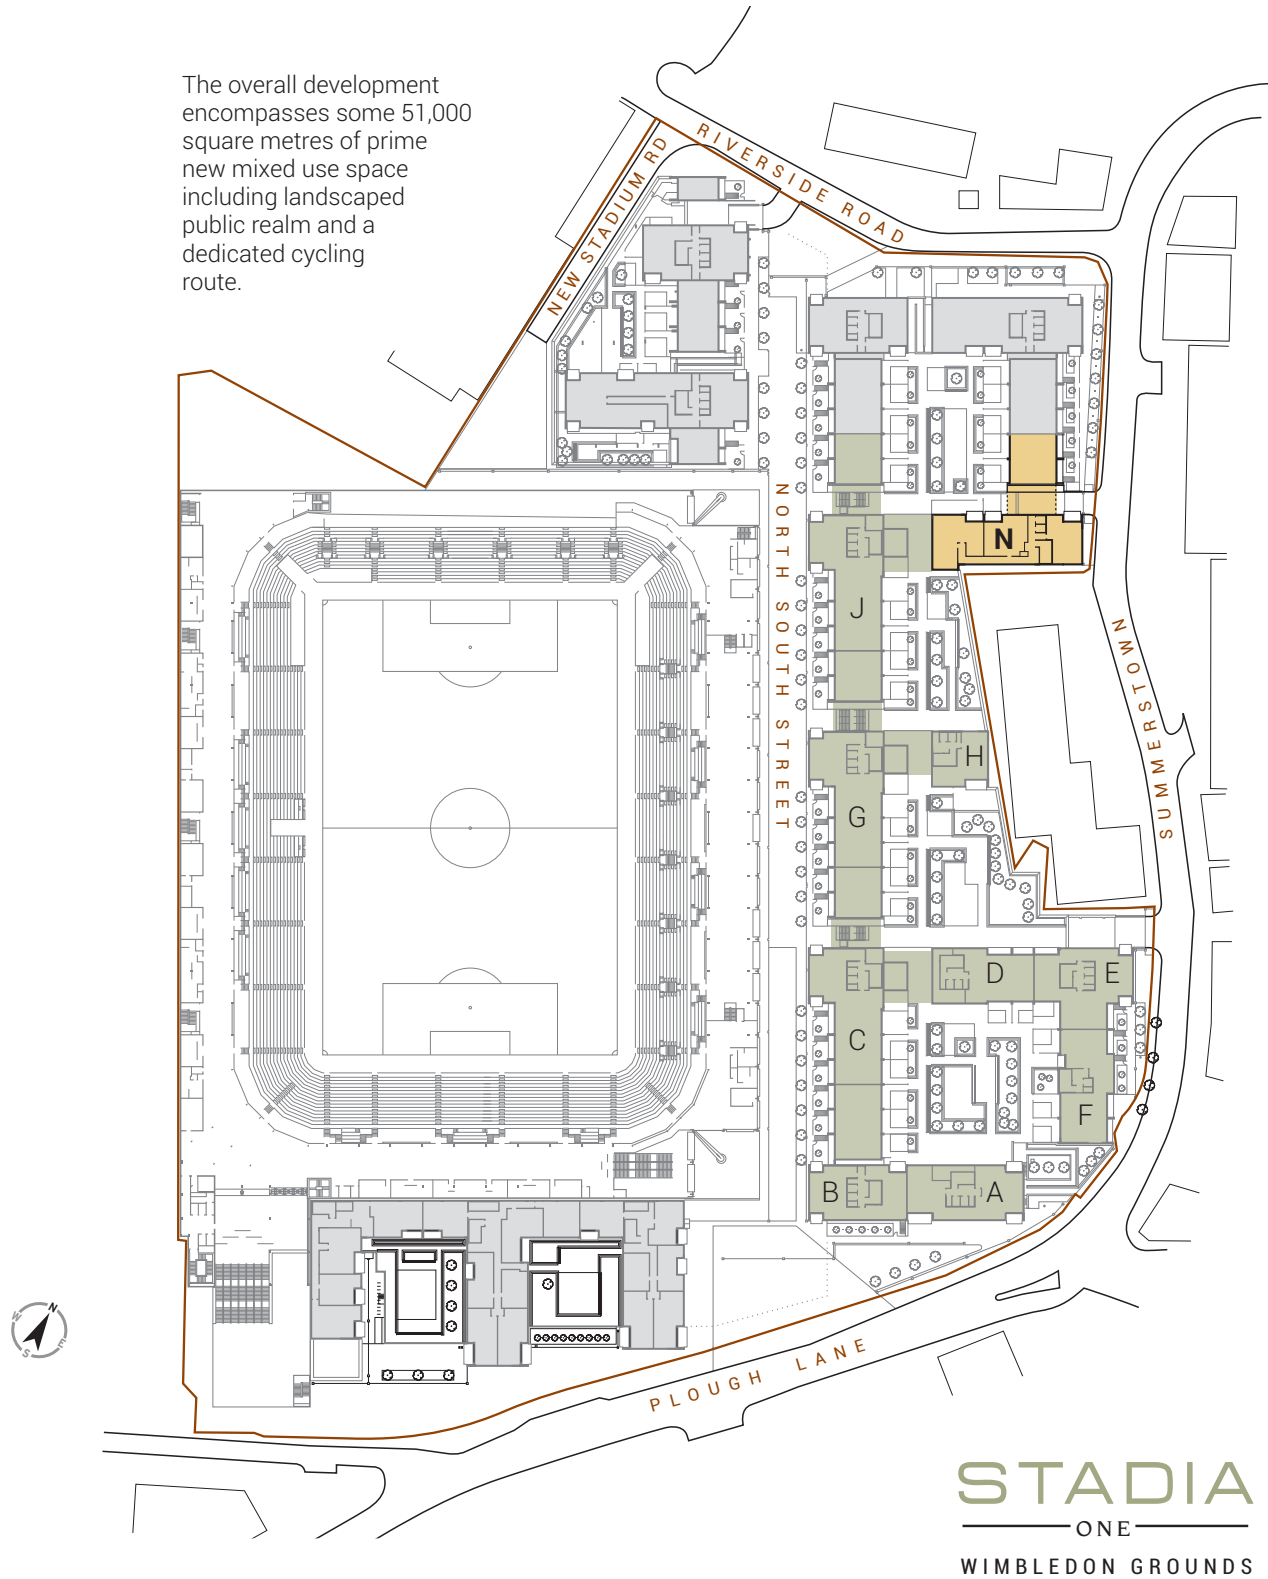 The overall development
encompasses some 51,000
square metres of prime
new mixed use space
including landscaped
public realm and a
dedicated cycling
route.
RIVERSIDE ROAD
NEW STADIUM RD
NORTH SOUTH STREET
SUMMERSTOWN
N
J
H
G
D
E
C
F
B
A
N
W
E
S
PLOUGH LANE
STADIA
ONE
WIMBLEDON GROUNDS